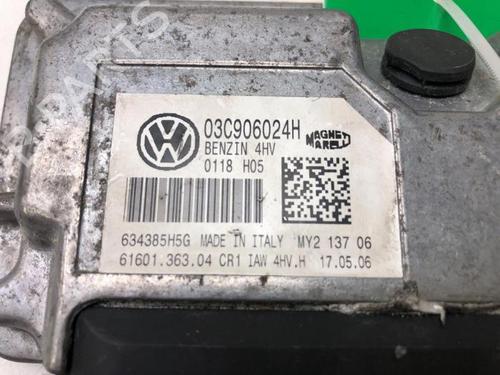 03C906024H
BENZIN 4HV
0118 H05
MAGNETI
MARELLI
634385H5G MADE IN ITALY MY2 137 06
61601.363.04 CR1 IAW 4HV.H 17.05.06